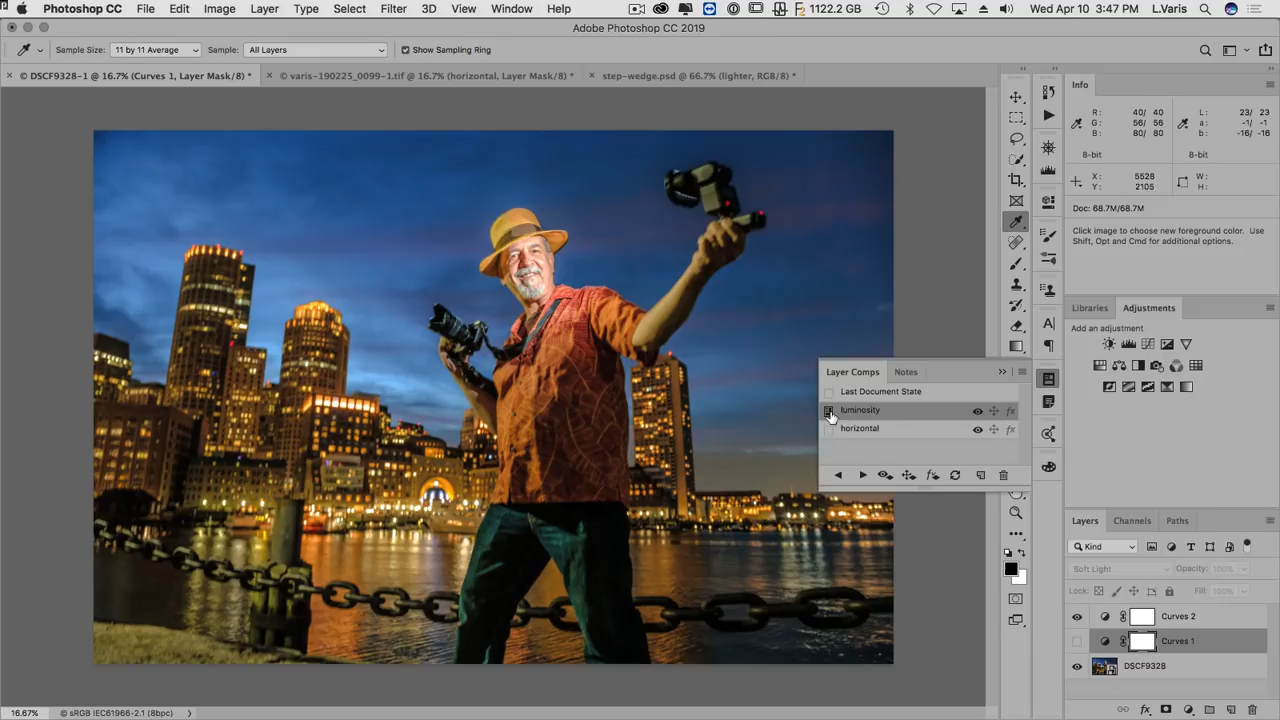 Photoshop CC File Edit Image Layer Type Select Filter 3D View Window Help 1122.2 GB Wed Apr 10 3:47 PM L.Varis
Adobe Photoshop CC 2019
Sample Size: 11 by 11 Average Sample: All Layers Show Sampling Ring
© DSCF9328-1 @ 16.7% (Curves 1, Layer Mask/8) * © varis-190225_0099-1.tif @ 16.7% (horizontal, Layer Mask/8) * step-wedge.psd @ 66.7% (lighter, RGB/8) *
Info
R: 40/ 40 L: 23/ 23
G: 56/ 56 a: -1/ -1
B: 80/ 80 b: -16/ -16
8-bit 8-bit
X: 5528 W:
Y: 2105 H:
Doc: 68.7M/68.7M
Click image to choose new foreground color. Use
Shift, Opt and Cmd for additional options.
Libraries Adjustments
Add an adjustment
Layer Comps Notes
Last Document State
luminosity
horizontal
Layers Channels Paths
Kind
Soft Light Opacity: 100%
Lock: Fill: 100%
Curves 2
Curves 1
DSCF9328
16.67% © sRGB IEC61966-2.1 (8bpc)